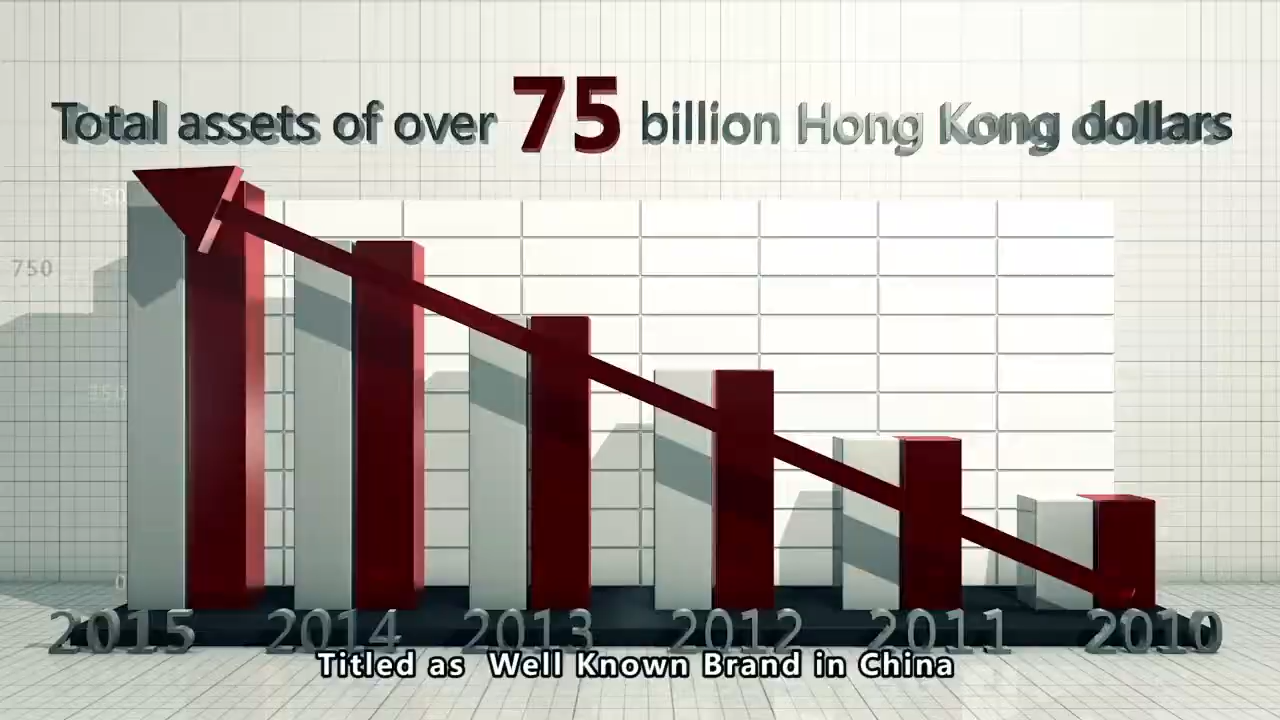 Total assets of over 75 billion Hong Kong dollars
750
0
2015 2014 2013 2012 2011 2010
Titled as Well Known Brand in China